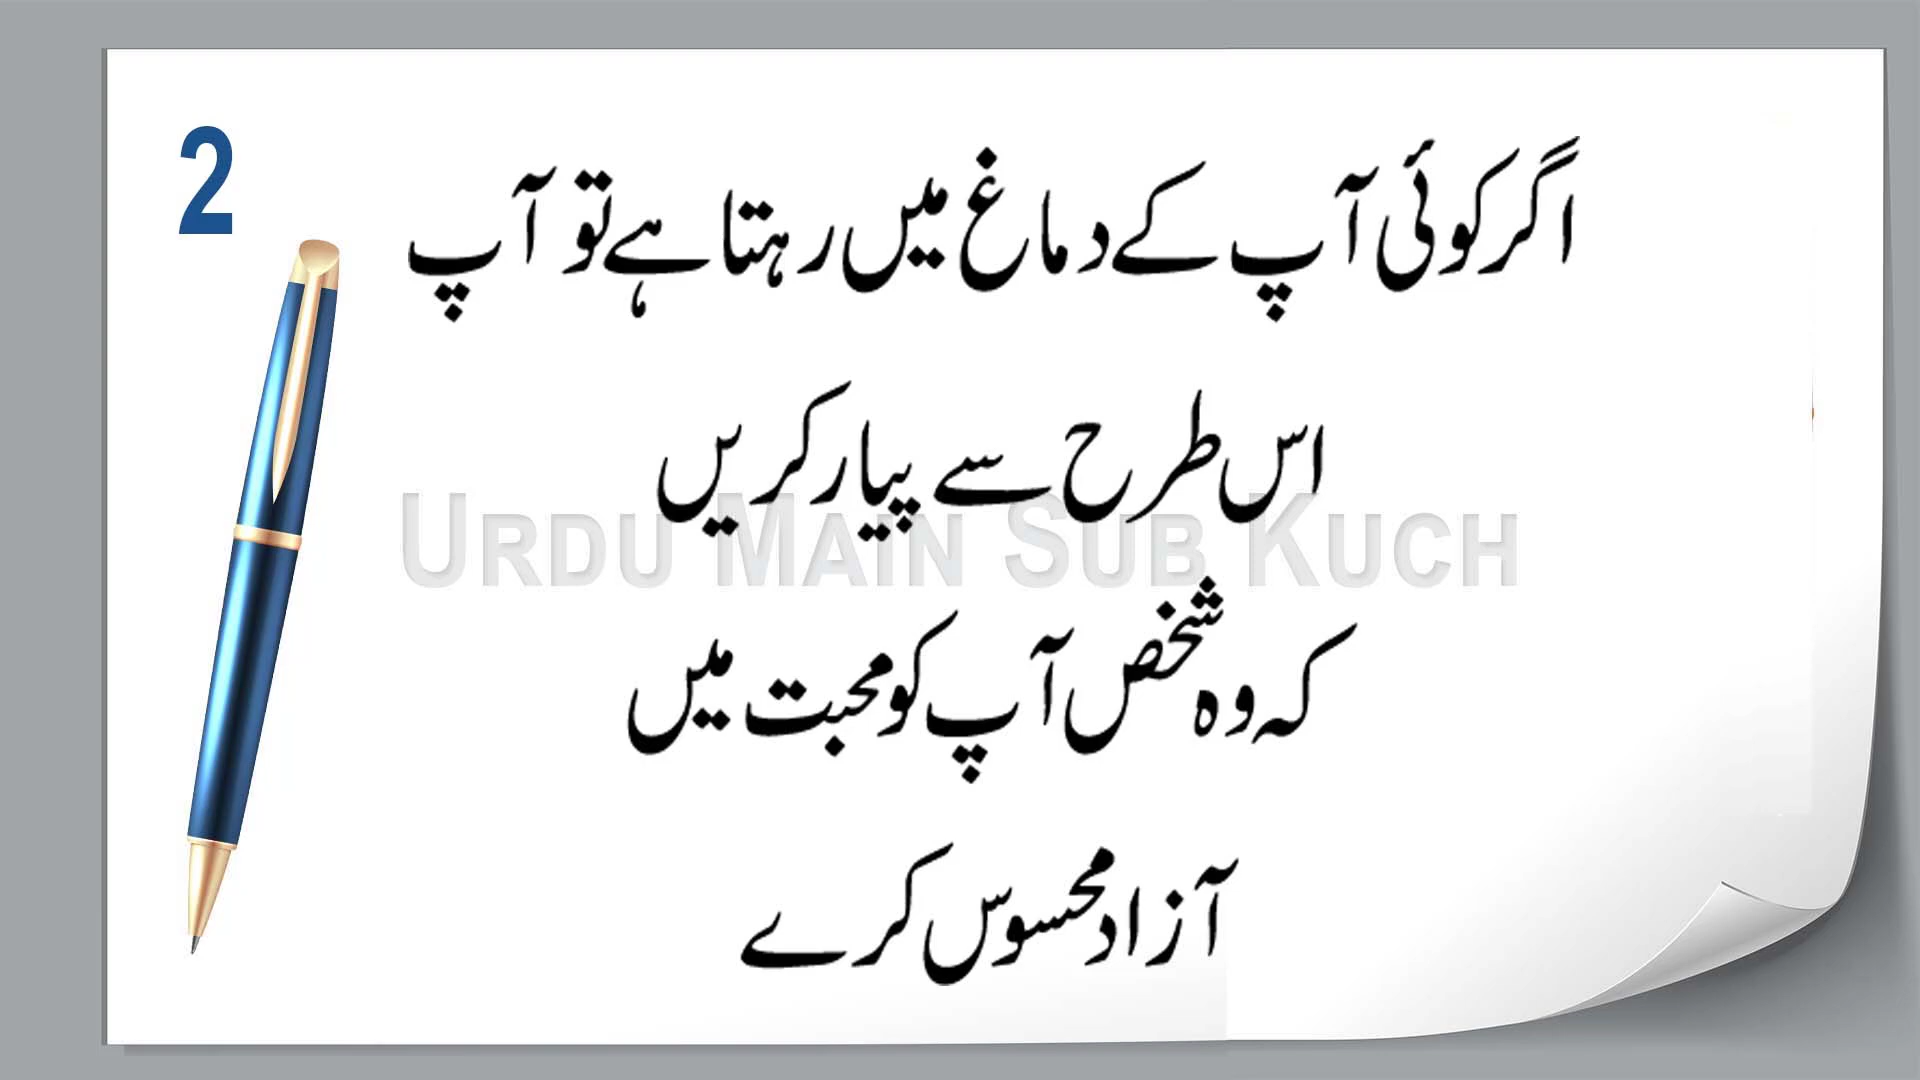 2
اگر کوئی آپ کے دماغ میں رہتا ہے تو آپ
اس طرح سے پیار کریں
URDU MAIN SUB KUCH
کہ وہ شخص آپ کو محبت میں
آزاد محسوس کرے